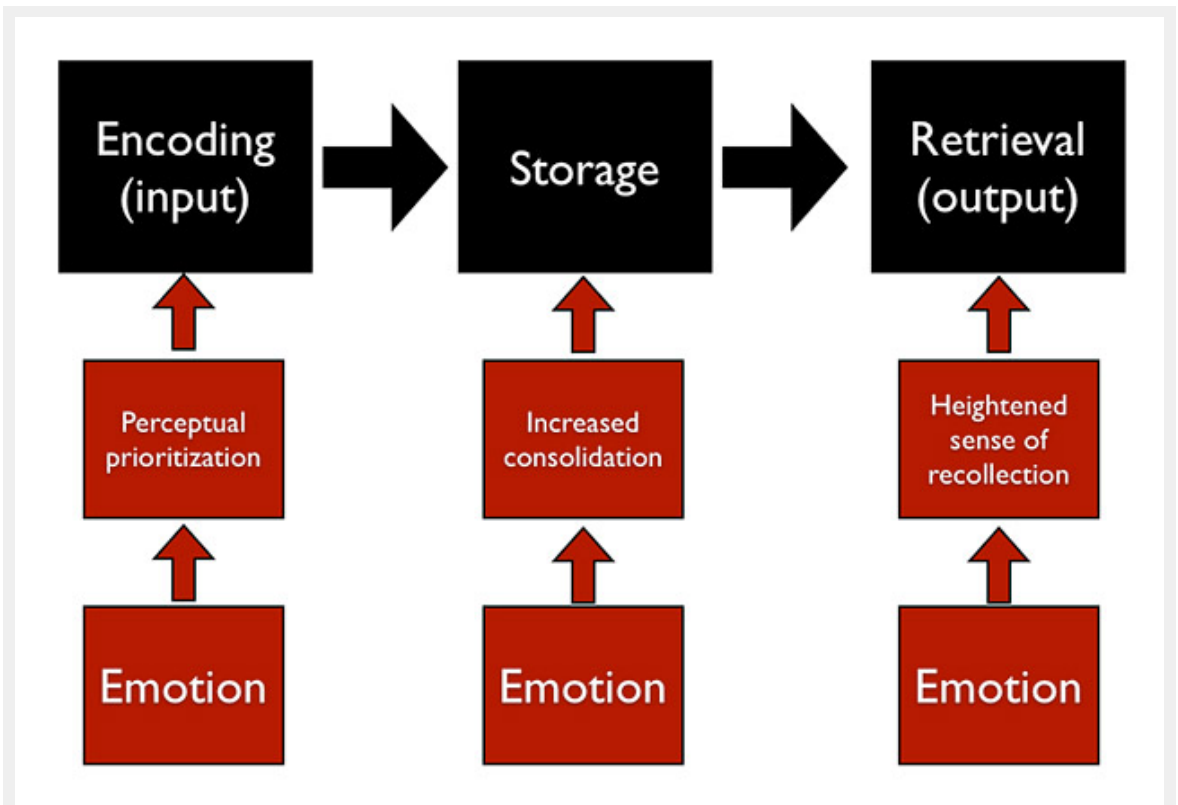 Encoding
(input)
Storage
Retrieval
(output)
Perceptual
prioritization
Increased
consolidation
Heightened
sense of
recollection
Emotion
Emotion
Emotion